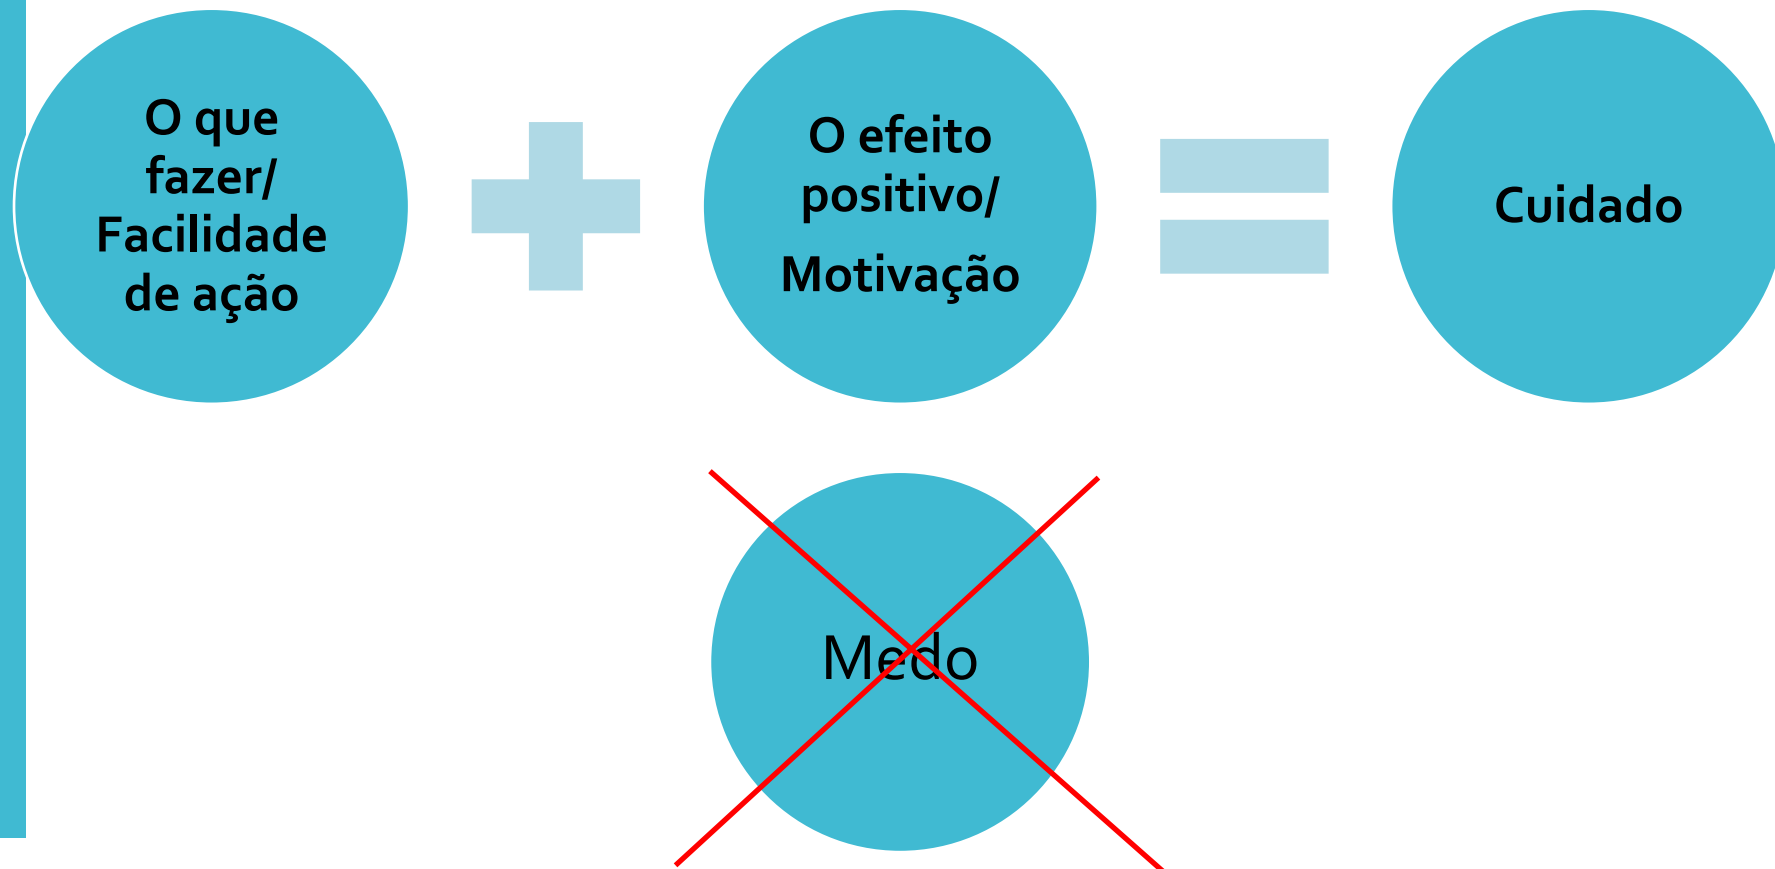 O que
fazer/
Facilidade
de ação
O efeito
positivo/
Motivação
Cuidado
Medo